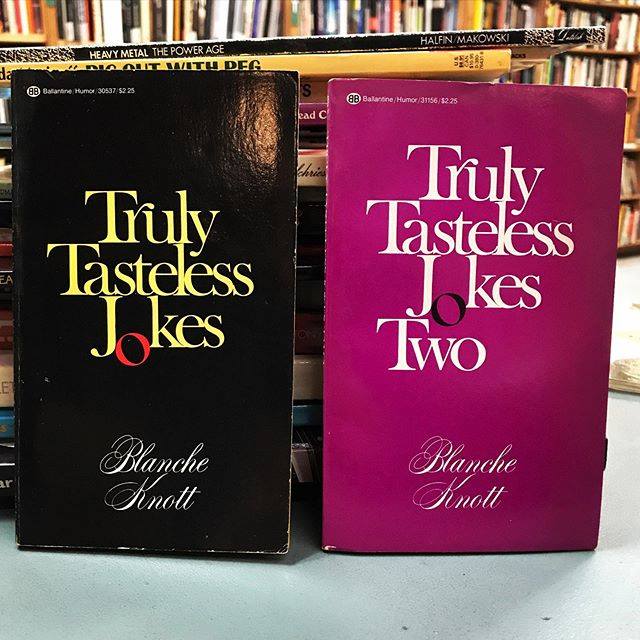 HEAVY METAL THE POWER AGE HALFIN/MAKOWSKI
PIG OUT WITH PEG
BB Ballantine/Humor/30537/$2.25
Truly
Tasteless
Jokes
Blanche
Knott
BB Ballantine/Humor/31156/$2.25
Truly
Tasteless
Jokes
Two
Blanche
Knott